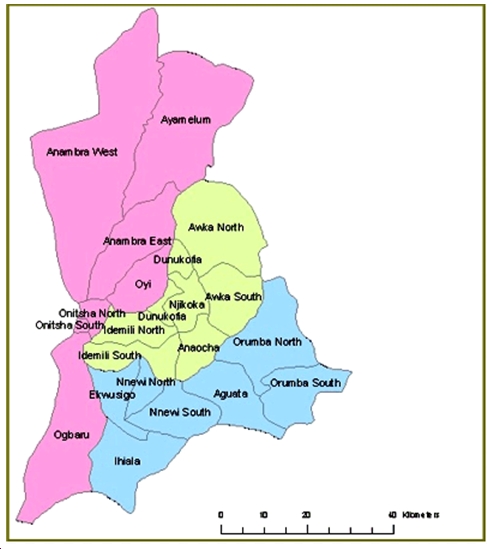 Ayamelum
Anambra West
Awka North
Anambra East
Dunukofia
Oyi
Awka South
Njikoka
Onitsha North
Dunukofia
Onitsha South
Idemili North
Orumba North
Anaocha
Idemili South
Nnewi North
Orumba South
Ekwusigo
Aguata
Nnewi South
Ogbaru
Ihiala
0 10 20 40 Kilometers